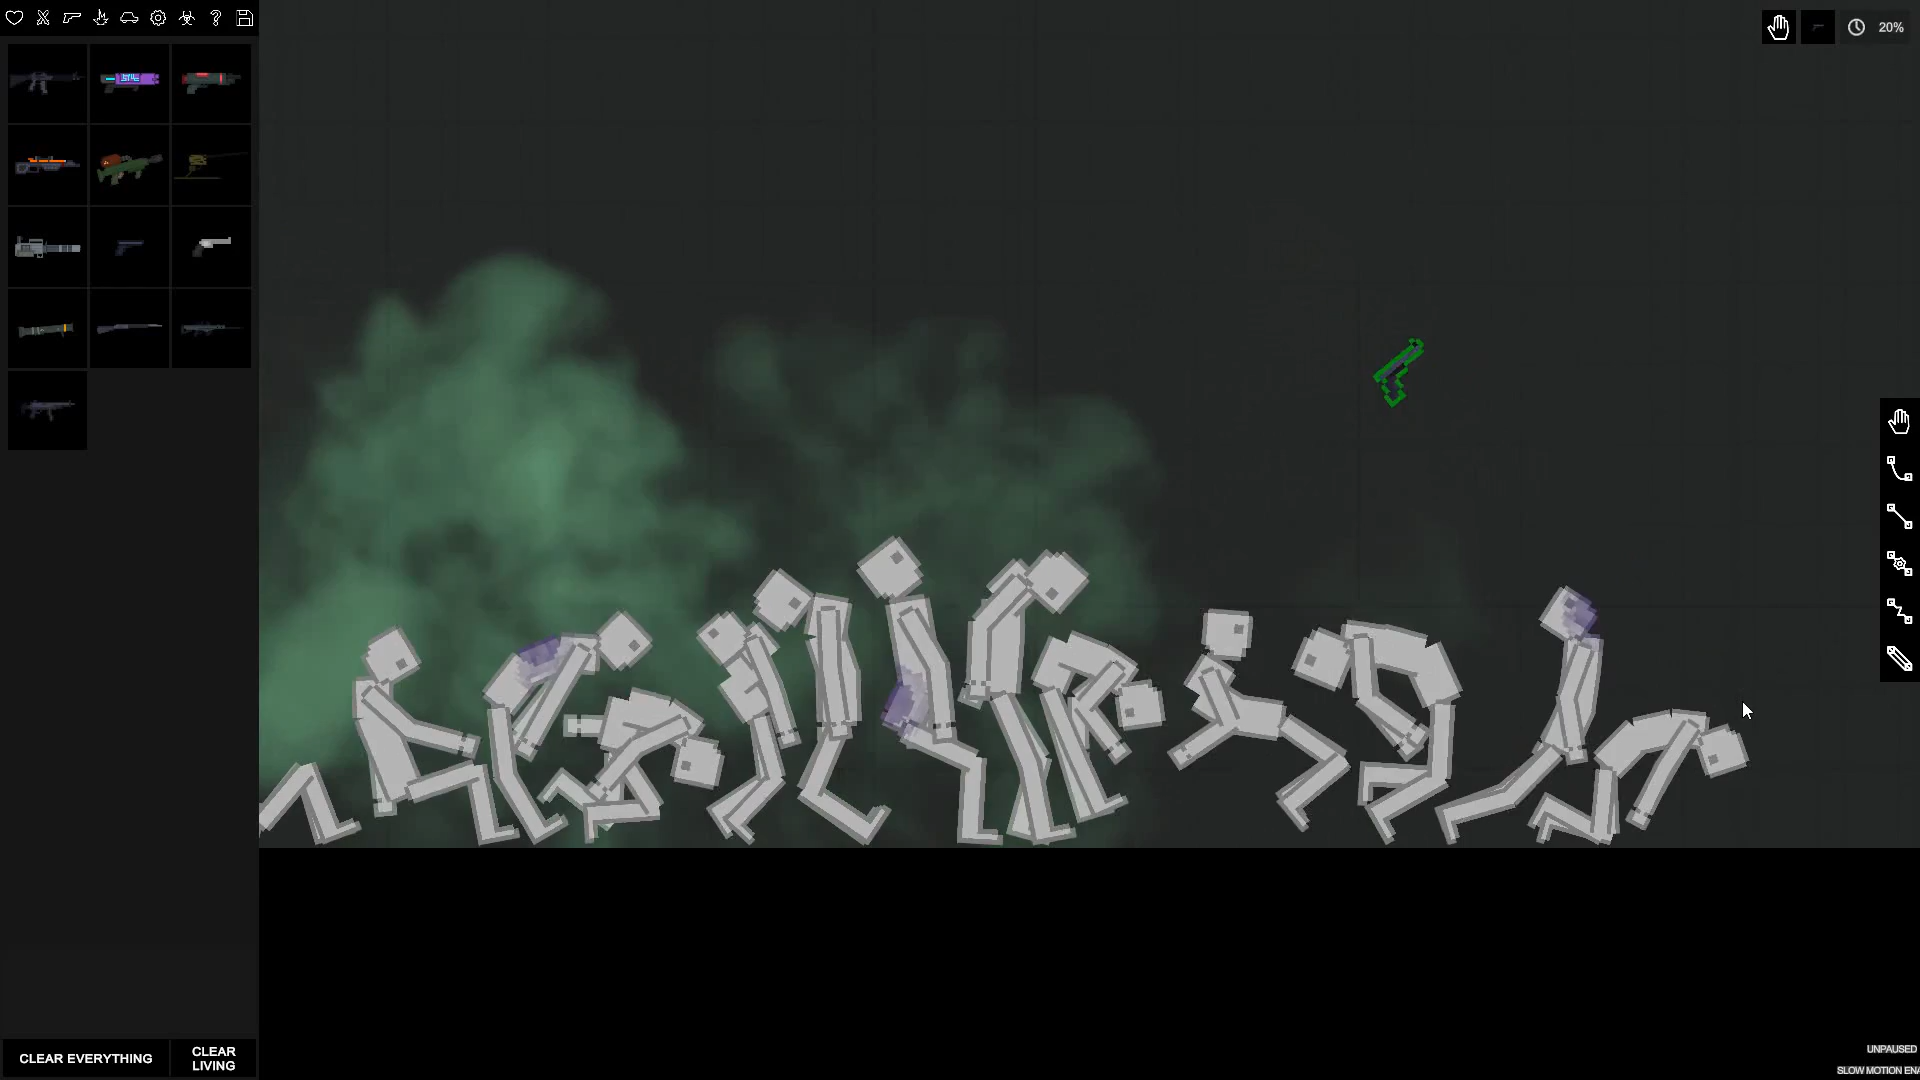 20%
CLEAR EVERYTHING
CLEAR
LIVING
UNPAUSED
SLOW MOTION ENA